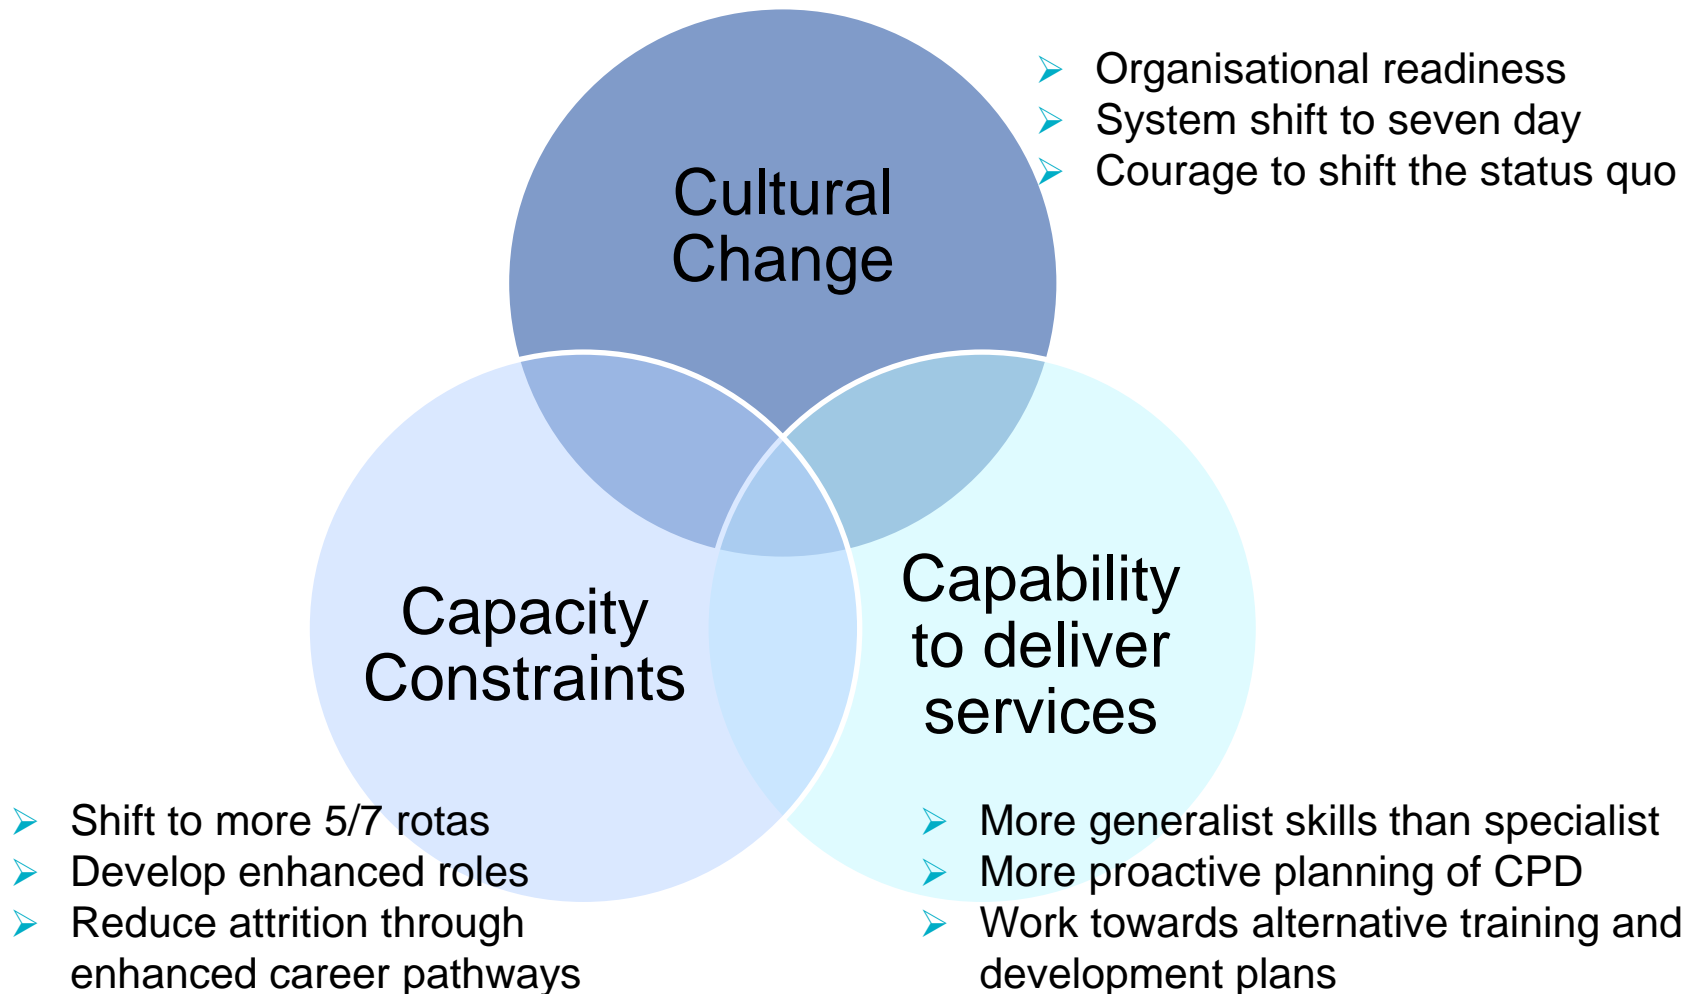 Organisational readiness
System shift to seven day
Courage to shift the status quo
Cultural
Change
Capacity
Constraints
Capability
to deliver
services
Shift to more 5/7 rotas
Develop enhanced roles
Reduce attrition through
enhanced career pathways
More generalist skills than specialist
More proactive planning of CPD
Work towards alternative training and
development plans